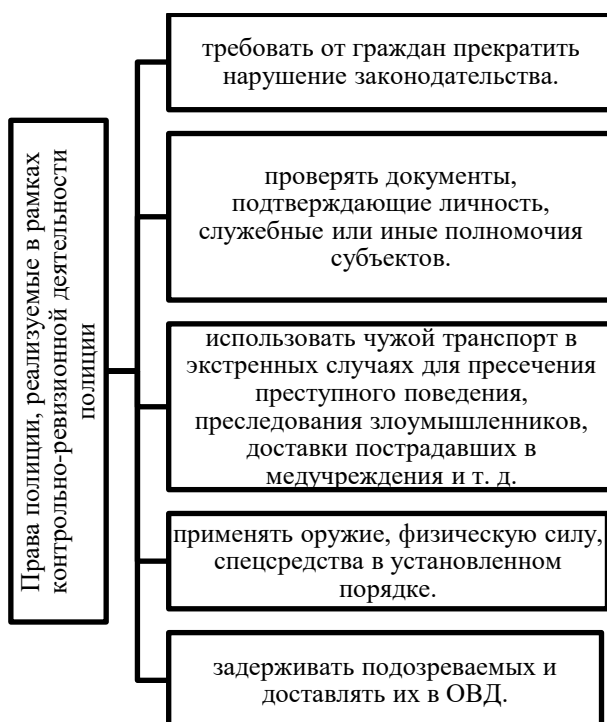 Права полиции, реализуемые в рамках
контрольно-ревизионной деятельности
полиции
требовать от граждан прекратить
нарушение законодательства.
проверять документы,
подтверждающие личность,
служебные или иные полномочия
субъектов.
использовать чужой транспорт в
экстренных случаях для пресечения
преступного поведения,
преследования злоумышленников,
доставки пострадавших в
медучреждения и т. д.
применять оружие, физическую силу,
спецсредства в установленном
порядке.
задерживать подозреваемых и
доставлять их в ОВД.